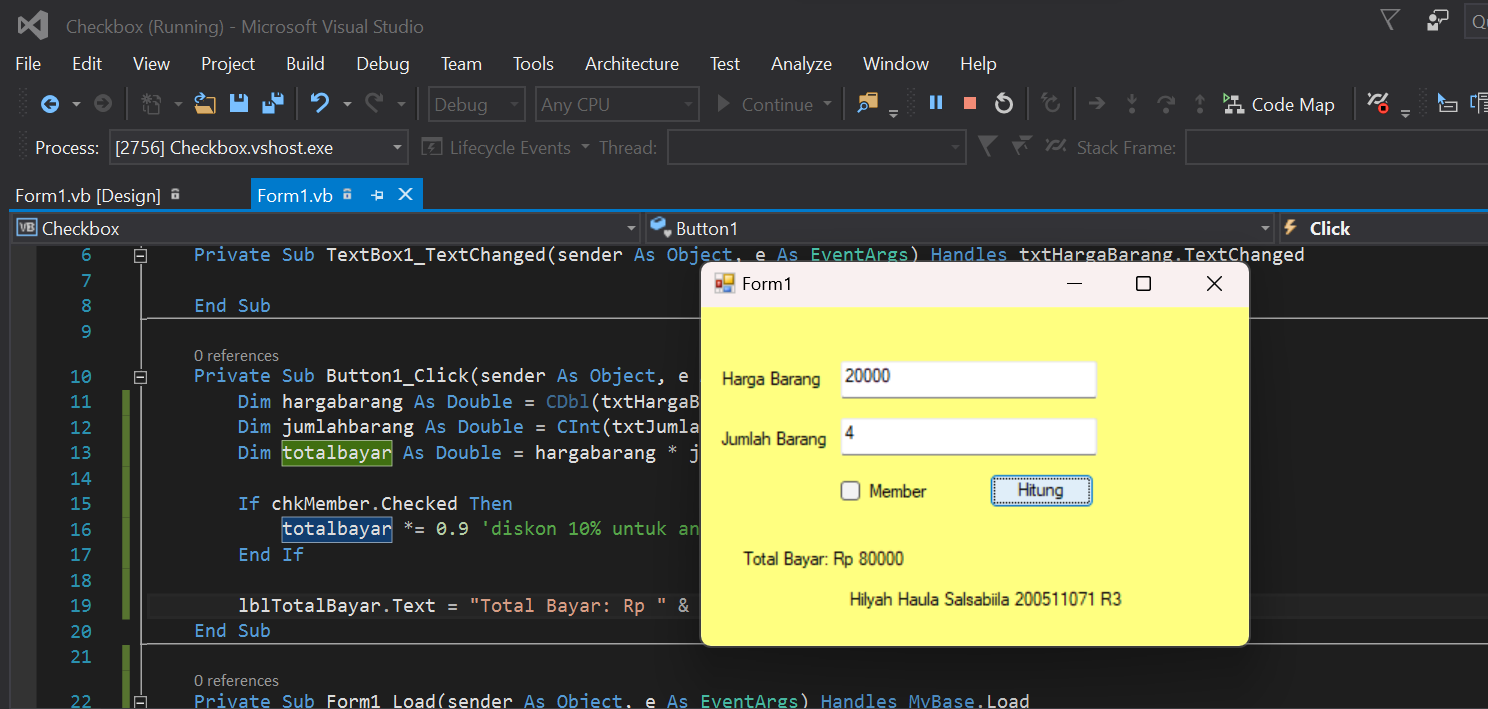 Checkbox (Running) - Microsoft Visual Studio
File Edit View Project Build Debug Team Tools Architecture Test Analyze Window Help
Debug Any CPU Continue Code Map
Process: [2756] Checkbox.vshost.exe Lifecycle Events Thread: Stack Frame:
Form1.vb [Design] Form1.vb
VB Checkbox Button1 Click
6 Private Sub TextBox1_TextChanged(sender As Object, e As EventArgs) Handles txtHargaBarang.TextChanged
7
8 End Sub
9
0 references
10 Private Sub Button1_Click(sender As Object, e
11 Dim hargabarang As Double = CDbl(txtHargaB
12 Dim jumlahbarang As Double = CInt(txtJumla
13 Dim totalbayar As Double = hargabarang * j
14
15 If chkMember.Checked Then
16 totalbayar *= 0.9 'diskon 10% untuk an
17 End If
18
19 lblTotalBayar.Text = "Total Bayar: Rp " &
20 End Sub
21
0 references
22 Private Sub Form1_Load(sender As Object, e As EventArgs) Handles MyBase.Load
Form1
Harga Barang 20000
Jumlah Barang 4
Member Hitung
Total Bayar: Rp 80000
Hilyah Haula Salsabiila 200511071 R3